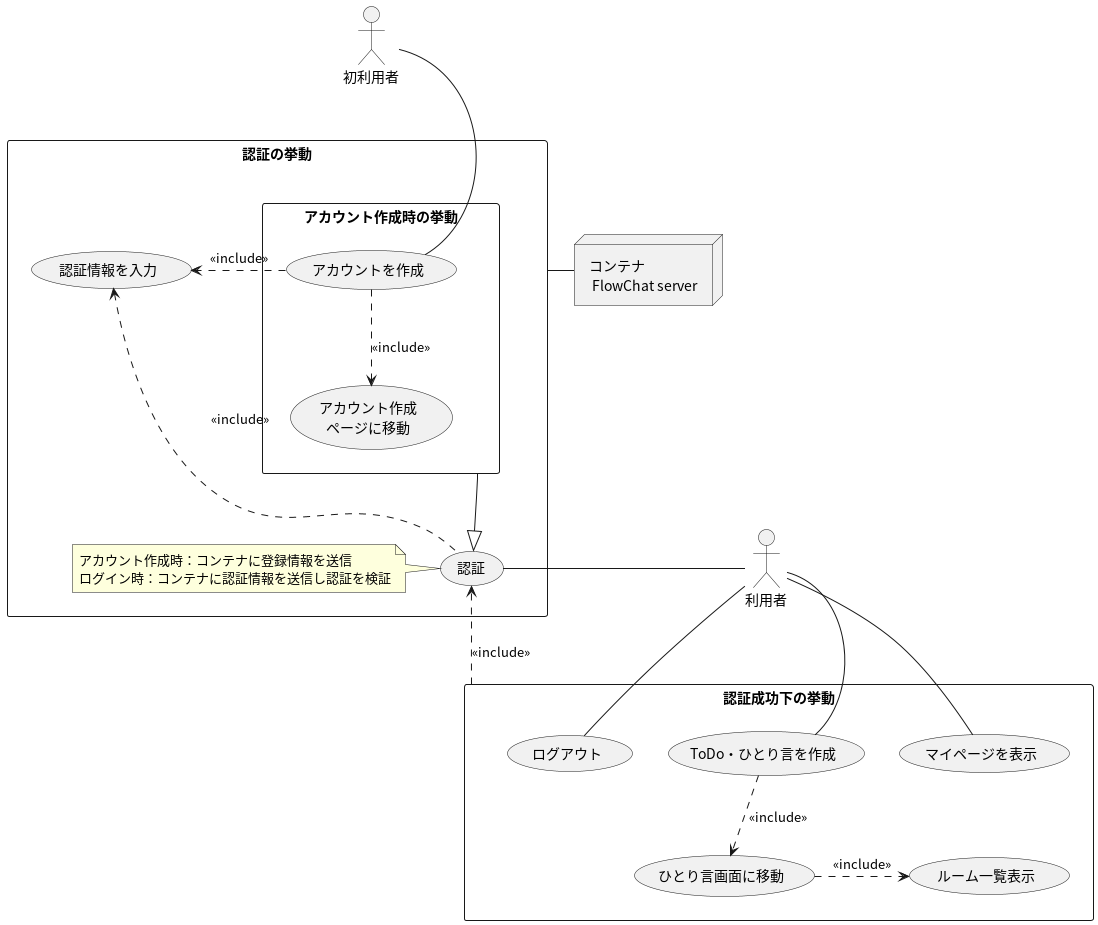 初利用者
認証の挙動
アカウント作成時の挙動
認証情報を入力
«include»
アカウントを作成
コンテナ
FlowChat server
«include»
アカウント作成
ページに移動
«include»
アカウント作成時：コンテナに登録情報を送信
ログイン時：コンテナに認証情報を送信し認証を検証
認証
利用者
«include»
認証成功下の挙動
ログアウト
ToDo・ひとり言を作成
マイページを表示
«include»
ひとり言画面に移動
«include»
ルーム一覧表示